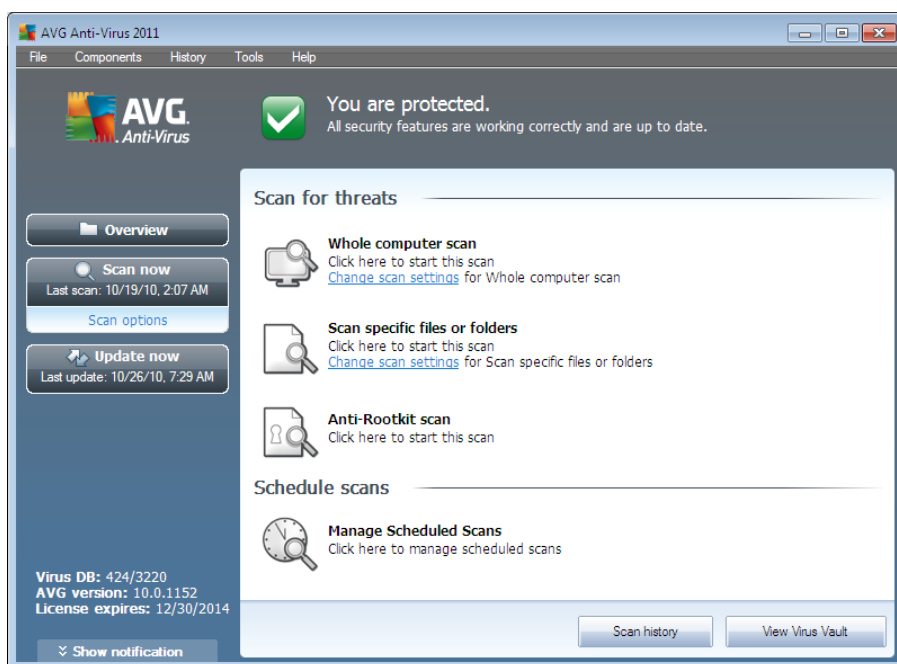 AVG Anti-Virus 2011
File Components History Tools Help
AVG.
Anti-Virus
You are protected.
All security features are working correctly and are up to date.
Overview
Scan now
Last scan: 10/19/10, 2:07 AM
Scan options
Update now
Last update: 10/26/10, 7:29 AM
Virus DB: 424/3220
AVG version: 10.0.1152
License expires: 12/30/2014
Show notification
Scan for threats
Whole computer scan
Click here to start this scan
Change scan settings for Whole computer scan
Scan specific files or folders
Click here to start this scan
Change scan settings for Scan specific files or folders
Anti-Rootkit scan
Click here to start this scan
Schedule scans
Manage Scheduled Scans
Click here to manage scheduled scans
Scan history
View Virus Vault